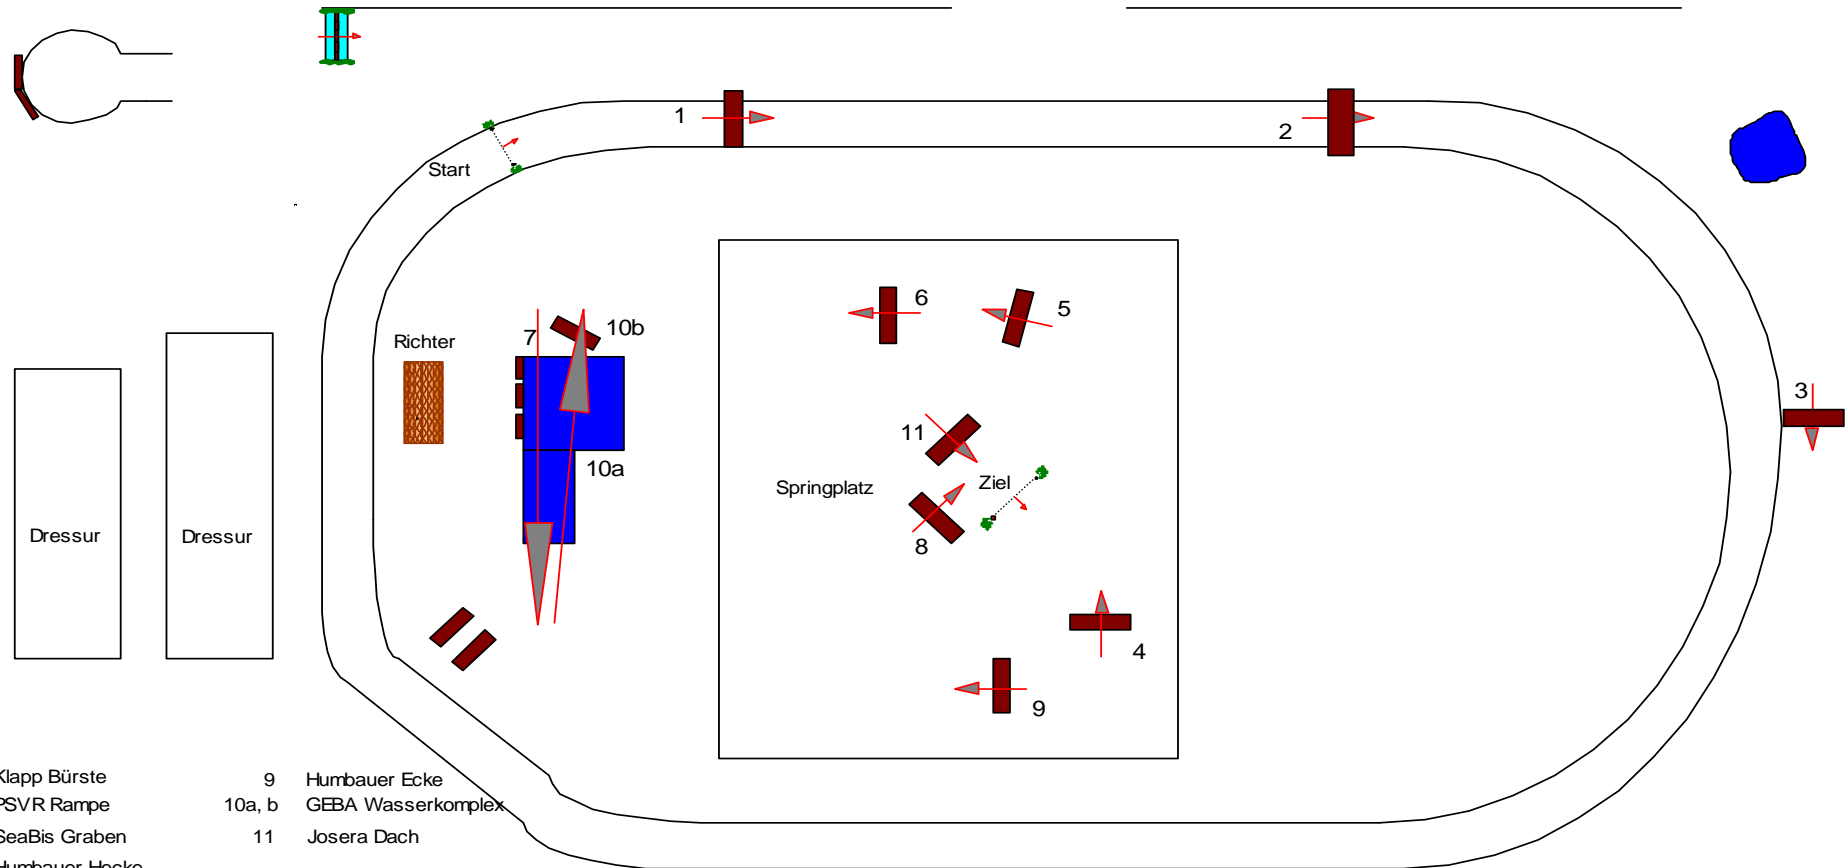 1
2
Start
3
6
5
7
10b
Richter
11
10a
Springplatz
Ziel
8
Dressur
Dressur
4
9
Klapp Bürste 9 Humbauer Ecke
PSVR Rampe 10a, b GEBA Wasserkomplex
SeaBis Graben 11 Josera Dach
Humbauer Hecke